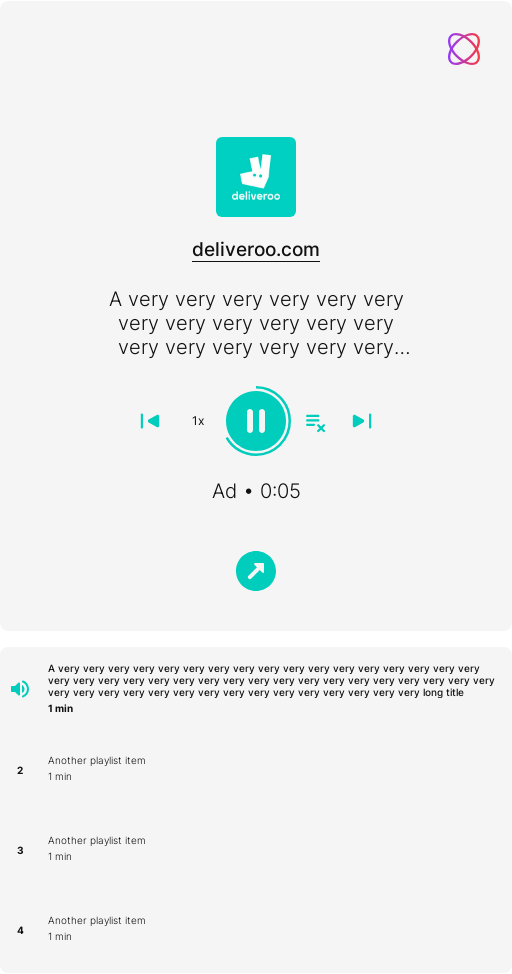 deliveroo
deliveroo.com
A very very very very very very
very very very very very very
very very very very very very...
1x
Ad • 0:05
A very very very very very very very very very very very very very very very very very
very very very very very very very very very very very very very very very very very very
very very very very very very very very very very very very very very very long title
1 min
2
Another playlist item
1 min
3
Another playlist item
1 min
4
Another playlist item
1 min